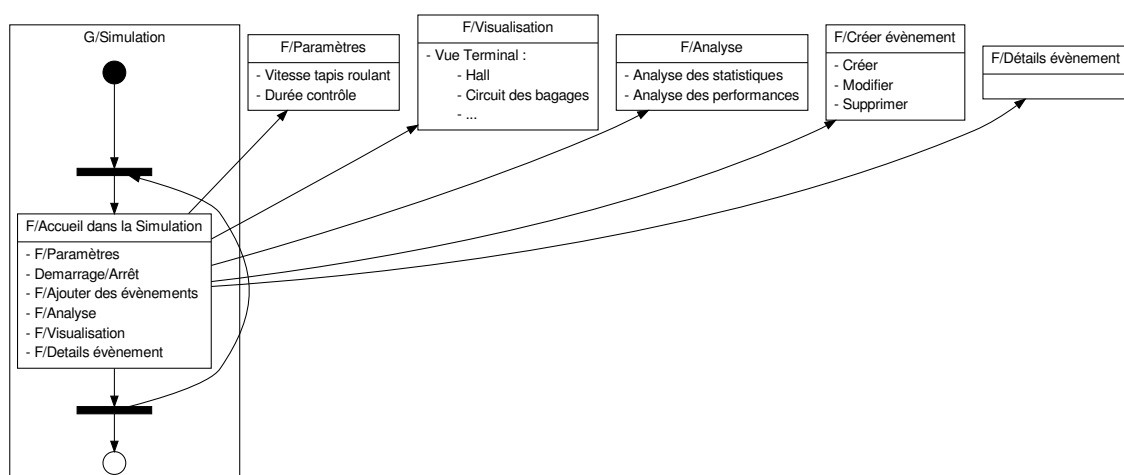 G/Simulation
F/Accueil dans la Simulation
- F/Paramètres
- Demarrage/Arrêt
- F/Ajouter des évènements
- F/Analyse
- F/Visualisation
- F/Details évènement
F/Paramètres
- Vitesse tapis roulant
- Durée contrôle
F/Visualisation
- Vue Terminal :
- Hall
- Circuit des bagages
- ...
F/Analyse
- Analyse des statistiques
- Analyse des performances
F/Créer évènement
- Créer
- Modifier
- Supprimer
F/Détails évènement